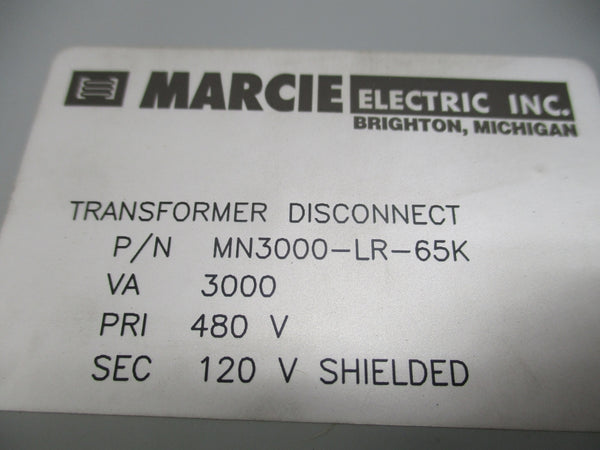 MARCIE ELECTRIC INC.
BRIGHTON, MICHIGAN
TRANSFORMER DISCONNECT
P/N MN3000-LR-65K
VA 3000
PRI 480 V
SEC 120 V SHIELDED